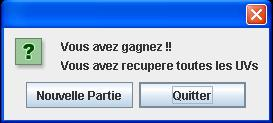 Vous avez gagnez !!
Vous avez recupere toutes les UVs
Nouvelle Partie
Quitter